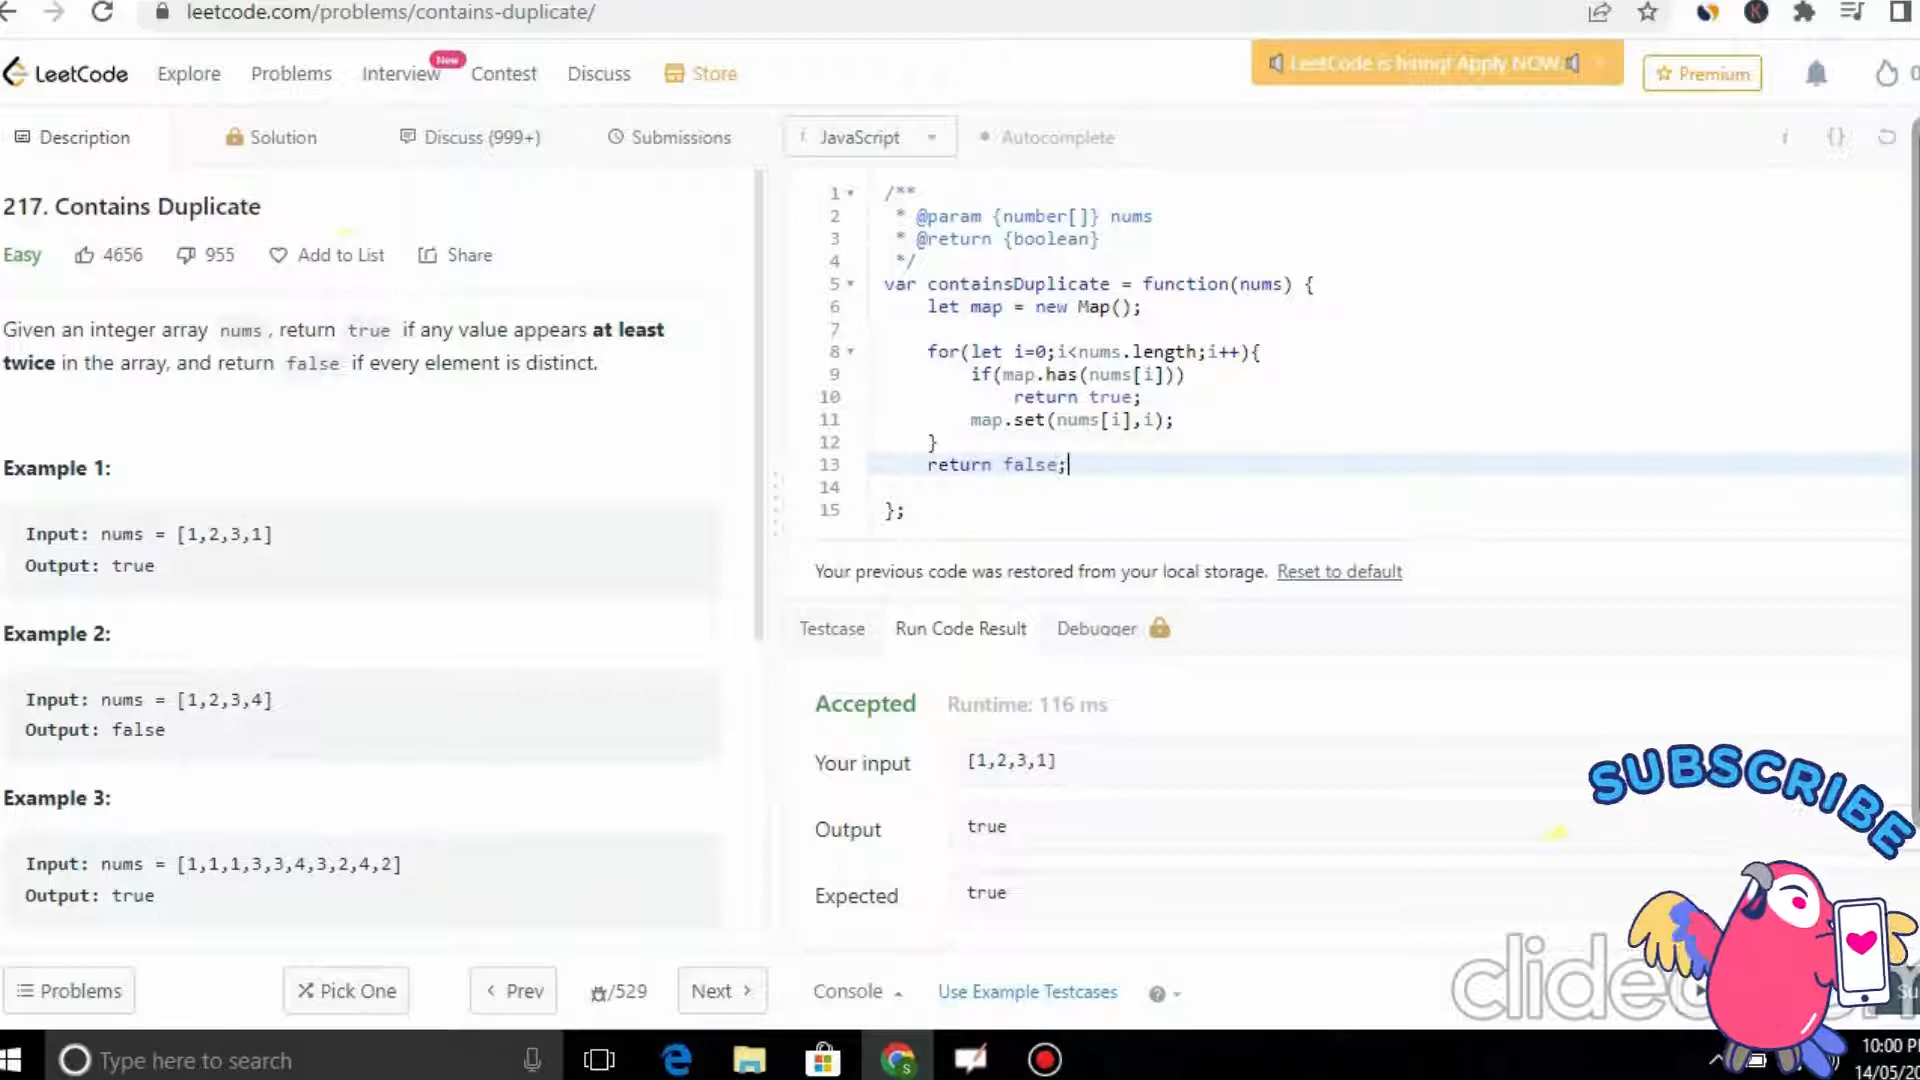 leetcode.com/problems/contains-duplicate/
LeetCode Explore Problems Interview New Contest Discuss Store LeetCode is hiring! Apply NOW. Premium 0
Description Solution Discuss (999+) Submissions
i JavaScript Autocomplete i {}
217. Contains Duplicate
Easy 4656 955 Add to List Share
Given an integer array nums, return true if any value appears at least
twice in the array, and return false if every element is distinct.
Example 1:
Input: nums = [1,2,3,1]
Output: true
Example 2:
Input: nums = [1,2,3,4]
Output: false
Example 3:
Input: nums = [1,1,1,3,3,4,3,2,4,2]
Output: true
Problems Pick One Prev /529 Next
1 /**
2 * @param {number[]} nums
3 * @return {boolean}
4 */
5 var containsDuplicate = function(nums) {
6 let map = new Map();
7
8 for(let i=0;i<nums.length;i++){
9 if(map.has(nums[i]))
10 return true;
11 map.set(nums[i],i);
12 }
13 return false;
14
15 };
Your previous code was restored from your local storage. Reset to default
Testcase Run Code Result Debugger
Accepted Runtime: 116 ms
Your input [1,2,3,1]
Output true
Expected true
Console Use Example Testcases ?
SUBSCRIBE
Type here to search
10:00 P
14/05/20